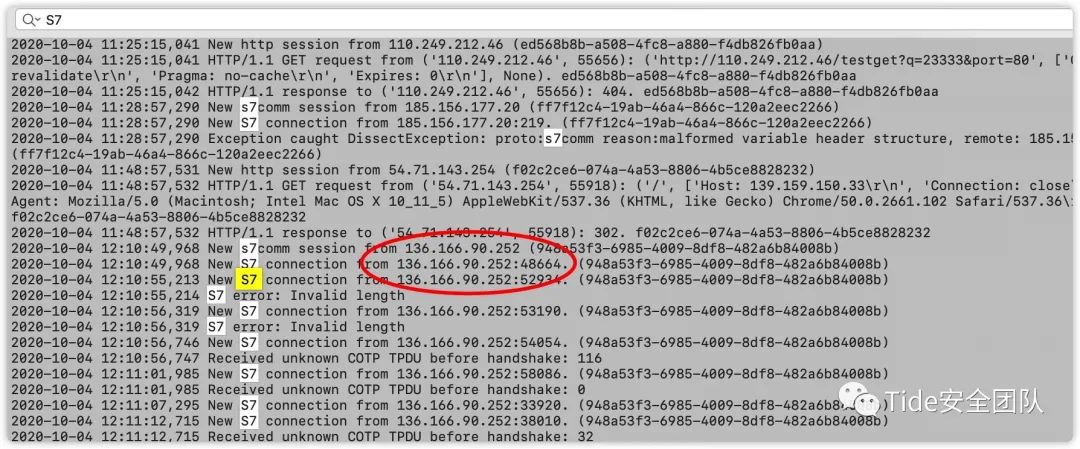 S7
2020-10-04 11:25:15,041 New http session from 110.249.212.46 (ed568b8b-a508-4fc8-a880-f4db826fb0aa)
2020-10-04 11:25:15,041 HTTP/1.1 GET request from ('110.249.212.46', 55656): ('http://110.249.212.46/testget?q=23333&port=80', ['
revalidate\r\n', 'Pragma: no-cache\r\n', 'Expires: 0\r\n'], None). ed568b8b-a508-4fc8-a880-f4db826fb0aa
2020-10-04 11:25:15,042 HTTP/1.1 response to ('110.249.212.46', 55656): 404. ed568b8b-a508-4fc8-a880-f4db826fb0aa
2020-10-04 11:28:57,290 New s7comm session from 185.156.177.20 (ff7f12c4-19ab-46a4-866c-120a2eec2266)
2020-10-04 11:28:57,290 New S7 connection from 185.156.177.20:219. (ff7f12c4-19ab-46a4-866c-120a2eec2266)
2020-10-04 11:28:57,290 Exception caught DissectException: proto:s7comm reason:malformed variable header structure, remote: 185.15
(ff7f12c4-19ab-46a4-866c-120a2eec2266)
2020-10-04 11:48:57,531 New http session from 54.71.143.254 (f02c2ce6-074a-4a53-8806-4b5ce8828232)
2020-10-04 11:48:57,532 HTTP/1.1 GET request from ('54.71.143.254', 55918): ('/', ['Host: 139.159.150.33\r\n', 'Connection: close\
Agent: Mozilla/5.0 (Macintosh; Intel Mac OS X 10_11_5) AppleWebKit/537.36 (KHTML, like Gecko) Chrome/50.0.2661.102 Safari/537.36\
f02c2ce6-074a-4a53-8806-4b5ce8828232
2020-10-04 11:48:57,532 HTTP/1.1 response to ('54.71.143.254', 55918): 302. f02c2ce6-074a-4a53-8806-4b5ce8828232
2020-10-04 12:10:49,968 New s7comm session from 136.166.90.252 (948a53f3-6985-4009-8df8-482a6b84008b)
2020-10-04 12:10:49,968 New S7 connection from 136.166.90.252:48664. (948a53f3-6985-4009-8df8-482a6b84008b)
2020-10-04 12:10:55,213 New S7 connection from 136.166.90.252:52934. (948a53f3-6985-4009-8df8-482a6b84008b)
2020-10-04 12:10:55,214 S7 error: Invalid length
2020-10-04 12:10:56,319 New S7 connection from 136.166.90.252:53190. (948a53f3-6985-4009-8df8-482a6b84008b)
2020-10-04 12:10:56,319 S7 error: Invalid length
2020-10-04 12:10:56,746 New S7 connection from 136.166.90.252:54054. (948a53f3-6985-4009-8df8-482a6b84008b)
2020-10-04 12:10:56,747 Received unknown COTP TPDU before handshake: 116
2020-10-04 12:11:01,985 New S7 connection from 136.166.90.252:58086. (948a53f3-6985-4009-8df8-482a6b84008b)
2020-10-04 12:11:01,985 Received unknown COTP TPDU before handshake: 0
2020-10-04 12:11:07,295 New S7 connection from 136.166.90.252:33920. (948a53f3-6985-4009-8df8-482a6b84008b)
2020-10-04 12:11:12,715 New S7 connection from 136.166.90.252:38010. (948a53f3-6985-4009-8df8-482a6b84008b)
2020-10-04 12:11:12,715 Received unknown COTP TPDU before handshake: 32
Tide安全团队